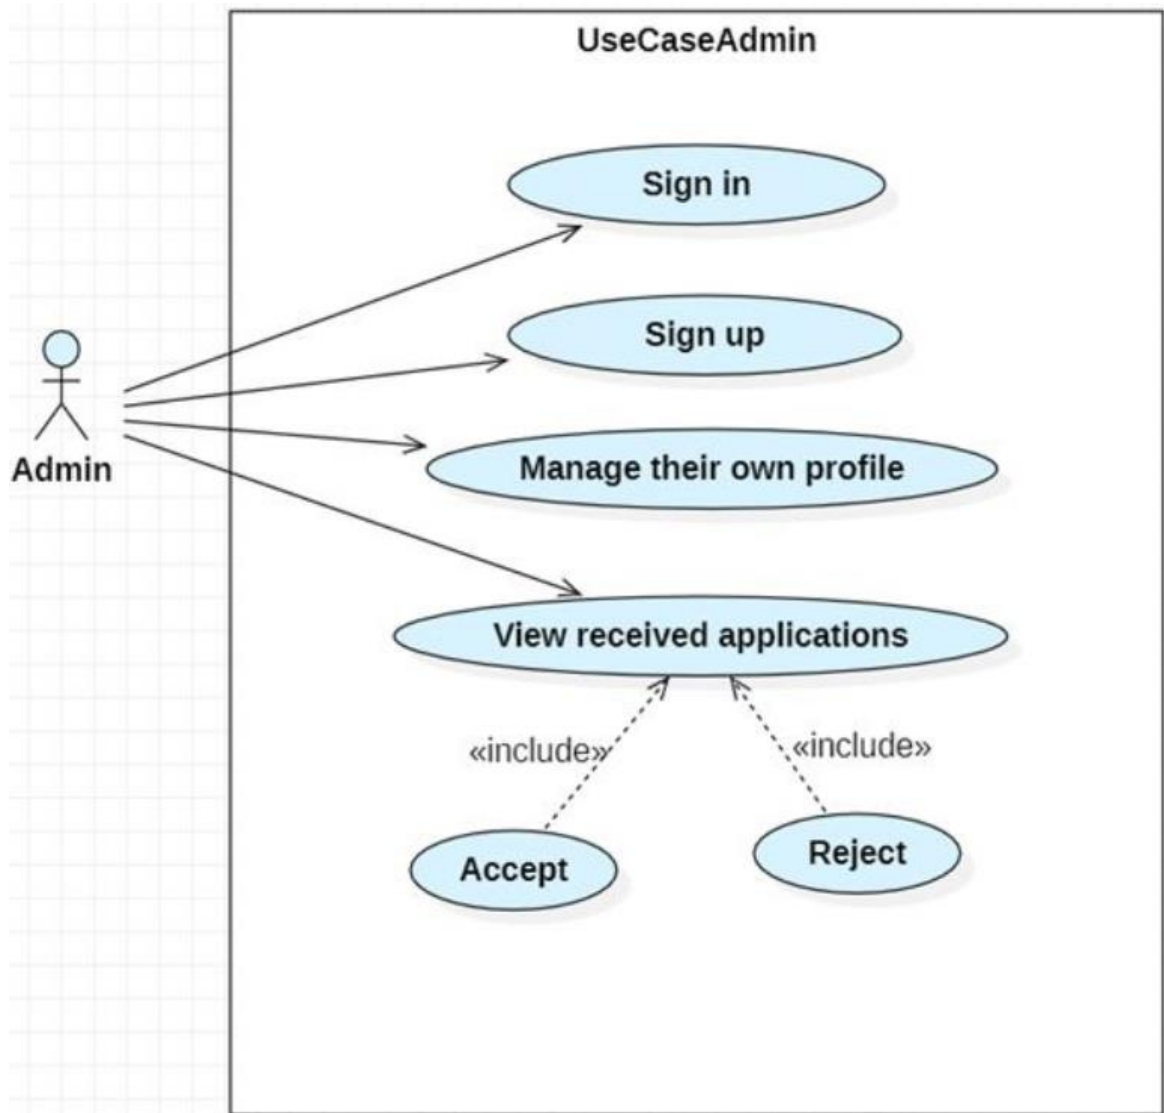 UseCaseAdmin
Sign in
Sign up
Admin
Manage their own profile
View received applications
«include»
«include»
Accept
Reject